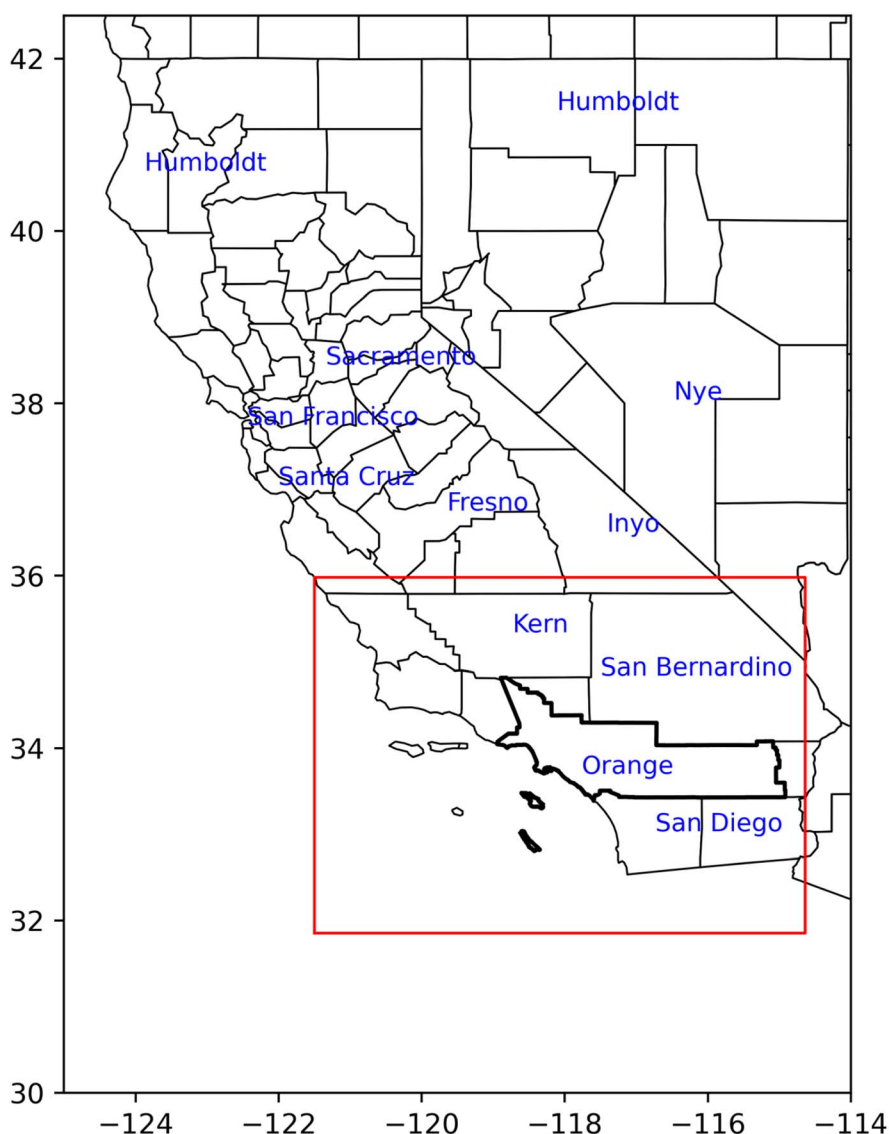 42
Humboldt
Humboldt
40
Sacramento
Nye
38
San Francisco
Santa Cruz
Fresno
Inyo
36
Kern
San Bernardino
34
Orange
San Diego
32
30
−124 −122 −120 −118 −116 −114